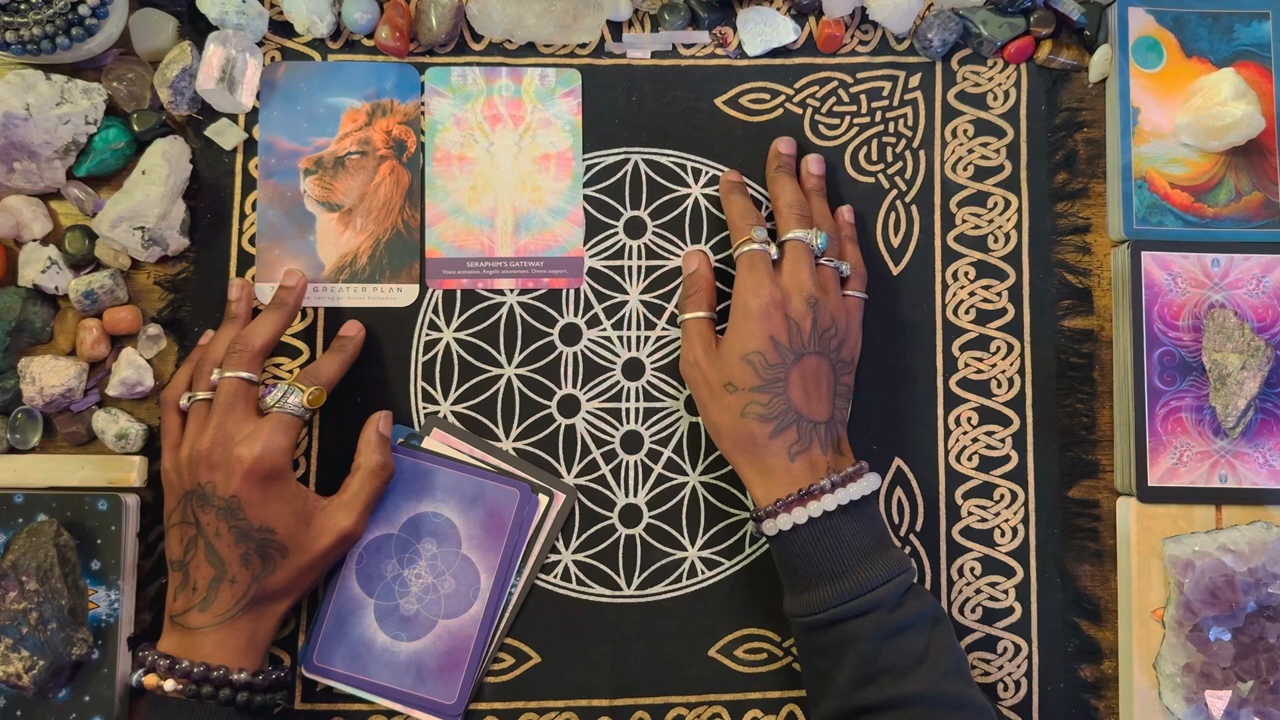 GREATER PLAN
SERAPHIM'S GATEWAY
Voice activation. Angelic attunement. Divine support.